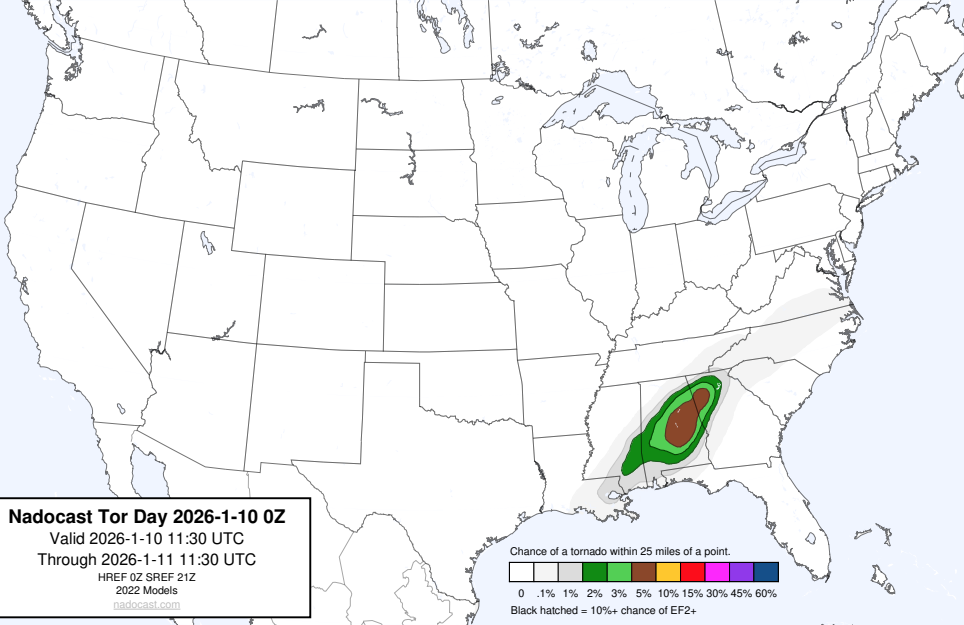 Nadocast Tor Day 2026-1-10 0Z
Valid 2026-1-10 11:30 UTC
Through 2026-1-11 11:30 UTC
HREF 0Z SREF 21Z
2022 Models
nadocast.com
Chance of a tornado within 25 miles of a point.
0 .1% 1% 2% 3% 5% 10% 15% 30% 45% 60%
Black hatched = 10%+ chance of EF2+